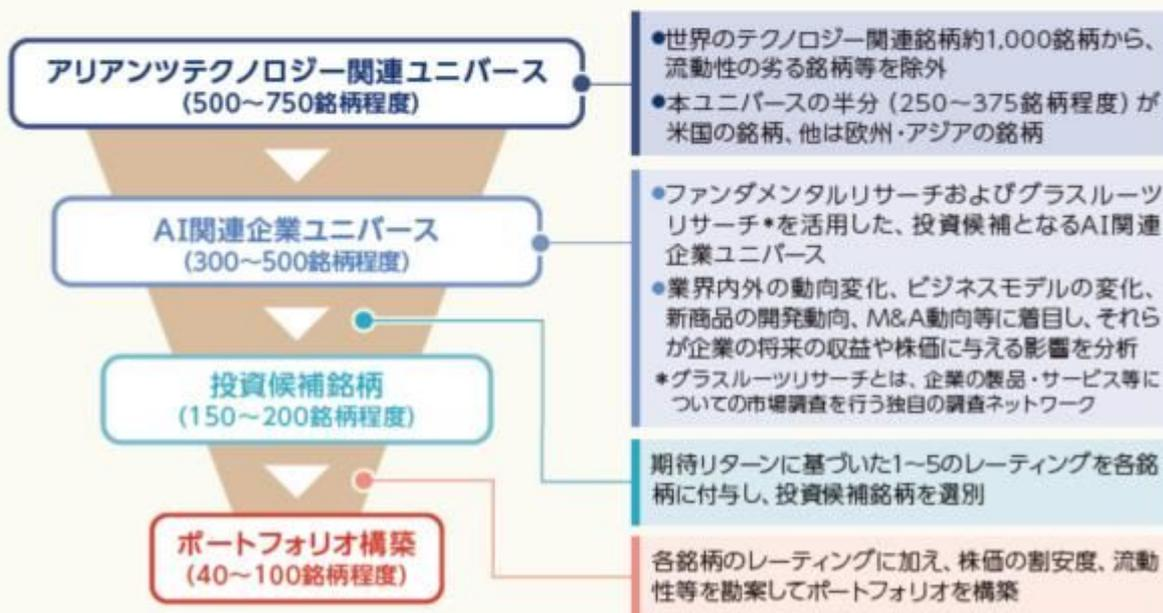 アリアンツテクノロジー関連ユニバース
(500～750銘柄程度)
●世界のテクノロジー関連銘柄約1,000銘柄から、
流動性の劣る銘柄等を除外
●本ユニバースの半分（250～375銘柄程度）が
米国の銘柄、他は欧州・アジアの銘柄
AI関連企業ユニバース
(300～500銘柄程度)
●ファンダメンタルリサーチおよびグラスルーツ
リサーチ*を活用した、投資候補となるAI関連
企業ユニバース
●業界内外の動向変化、ビジネスモデルの変化、
新商品の開発動向、M&A動向等に着目し、それら
が企業の将来の収益や株価に与える影響を分析
*グラスルーツリサーチとは、企業の製品・サービス等に
ついての市場調査を行う独自の調査ネットワーク
投資候補銘柄
(150～200銘柄程度)
期待リターンに基づいた1～5のレーティングを各銘
柄に付与し、投資候補銘柄を選別
ポートフォリオ構築
(40～100銘柄程度)
各銘柄のレーティングに加え、株価の割安度、流動
性等を勘案してポートフォリオを構築